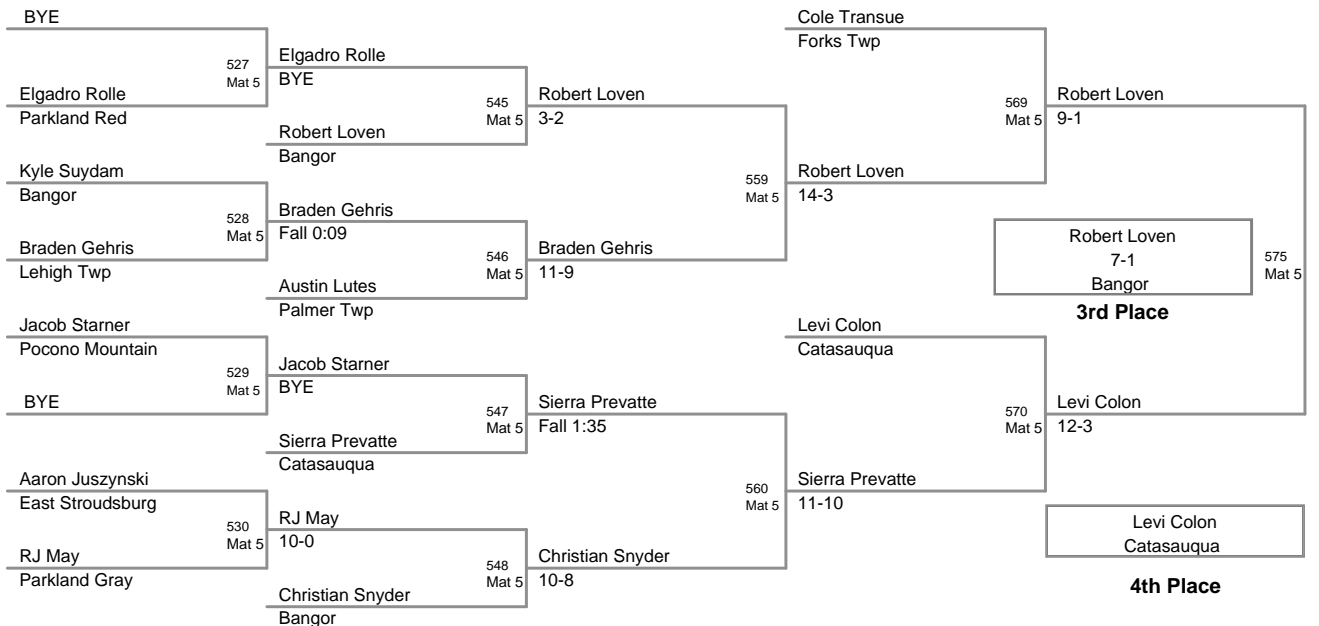 BYE
527
Mat 5
Elgadro Rolle
Parkland Red
Kyle Suydam
Bangor
528
Mat 5
Braden Gehris
Lehigh Twp
Jacob Starner
Pocono Mountain
529
Mat 5
BYE
Aaron Juszynski
East Stroudsburg
530
Mat 5
RJ May
Parkland Gray
Elgadro Rolle
BYE
545
Mat 5
Robert Loven
Bangor
Braden Gehris
Fall 0:09
546
Mat 5
Austin Lutes
Palmer Twp
Jacob Starner
BYE
547
Mat 5
Sierra Prevatte
Catasauqua
RJ May
10-0
548
Mat 5
Christian Snyder
Bangor
Robert Loven
3-2
559
Mat 5
Braden Gehris
11-9
Sierra Prevatte
Fall 1:35
560
Mat 5
Christian Snyder
10-8
Cole Transue
Forks Twp
569
Mat 5
Robert Loven
14-3
Levi Colon
Catasauqua
570
Mat 5
Sierra Prevatte
11-10
Robert Loven
9-1
575
Mat 5
Levi Colon
12-3
Robert Loven
7-1
Bangor
3rd Place
Levi Colon
Catasauqua
4th Place